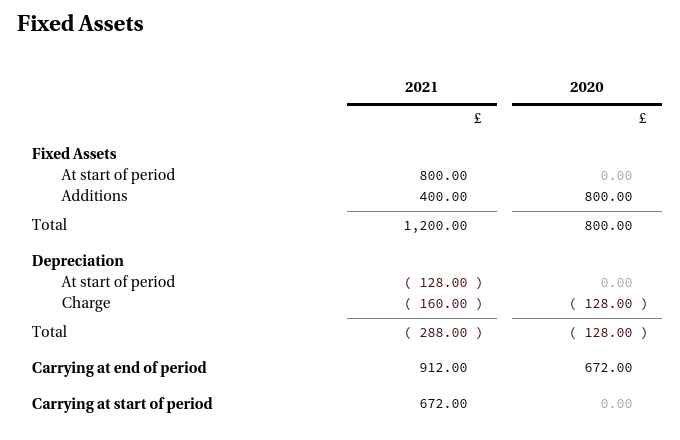 Fixed Assets
2021 2020
£ £
Fixed Assets
At start of period 800.00 0.00
Additions 400.00 800.00
Total 1,200.00 800.00
Depreciation
At start of period ( 128.00 ) 0.00
Charge ( 160.00 ) ( 128.00 )
Total ( 288.00 ) ( 128.00 )
Carrying at end of period 912.00 672.00
Carrying at start of period 672.00 0.00